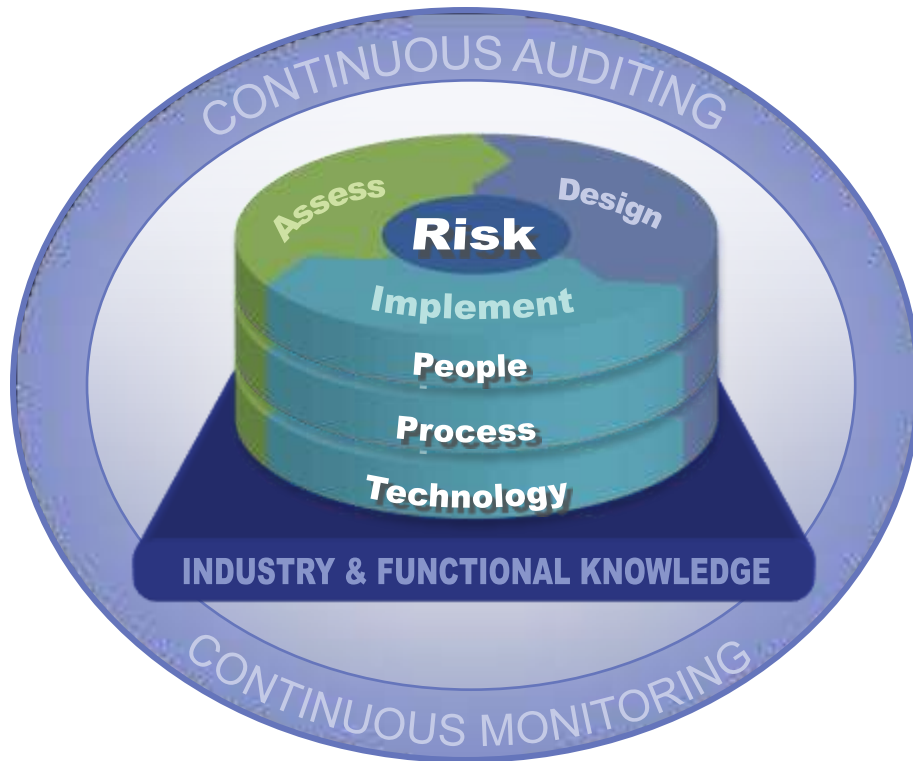 CONTINUOUS AUDITING
Assess
Design
Risk
Implement
People
Process
Technology
INDUSTRY & FUNCTIONAL KNOWLEDGE
CONTINUOUS MONITORING